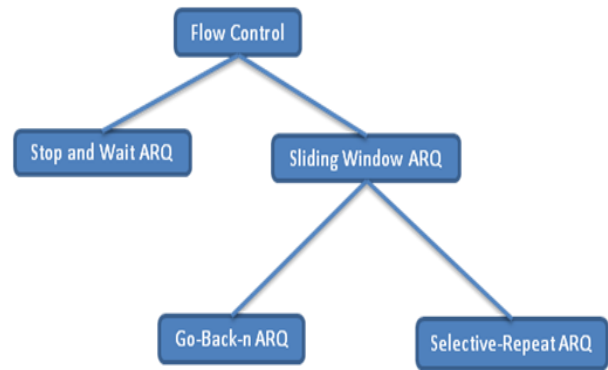 Flow Control
Stop and Wait ARQ
Sliding Window ARQ
Go-Back-n ARQ
Selective-Repeat ARQ